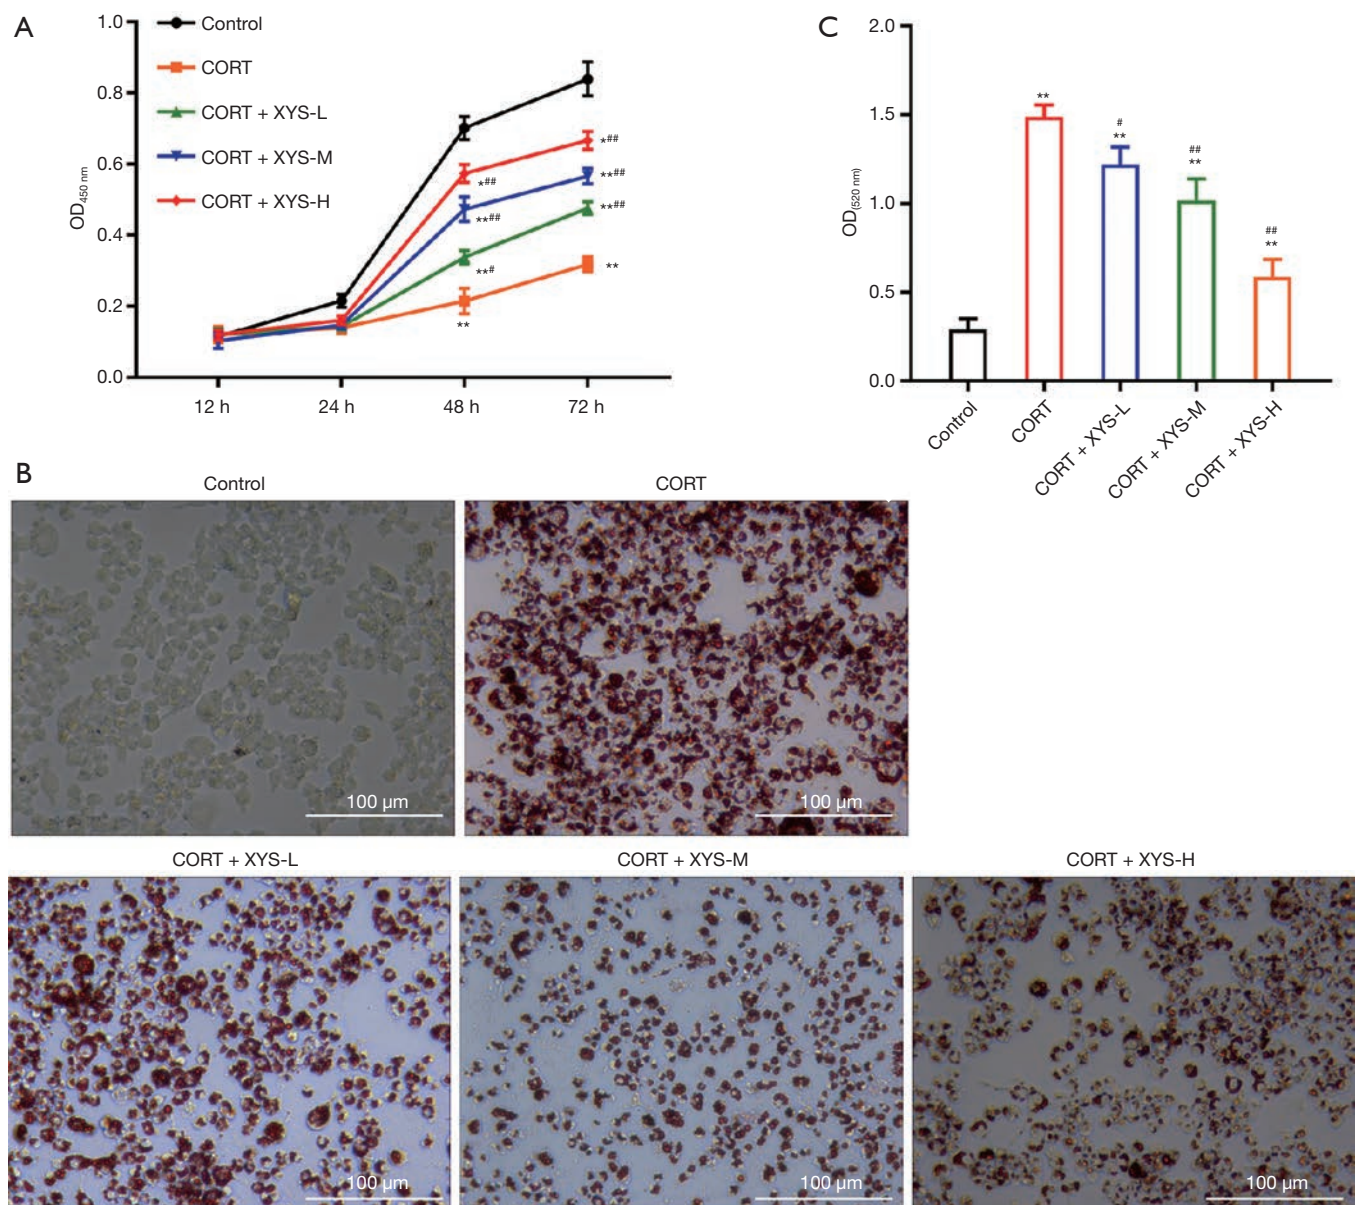 A
1.0
0.8
0.6
0.4
0.2
0.0
OD450 nm
Control
CORT
CORT + XYS-L
CORT + XYS-M
CORT + XYS-H
*##
**##
**#
**
*##
**##
**##
**
12 h
24 h
48 h
72 h
C
2.0
1.5
1.0
0.5
0.0
OD(520 nm)
**
#
**
##
**
##
**
Control
CORT
CORT + XYS-L
CORT + XYS-M
CORT + XYS-H
B
Control
CORT
100 µm
100 µm
CORT + XYS-L
CORT + XYS-M
CORT + XYS-H
100 µm
100 µm
100 µm